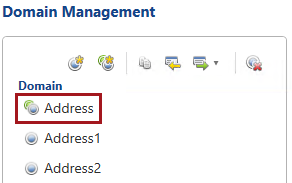 Domain Management
Domain
Address
Address1
Address2